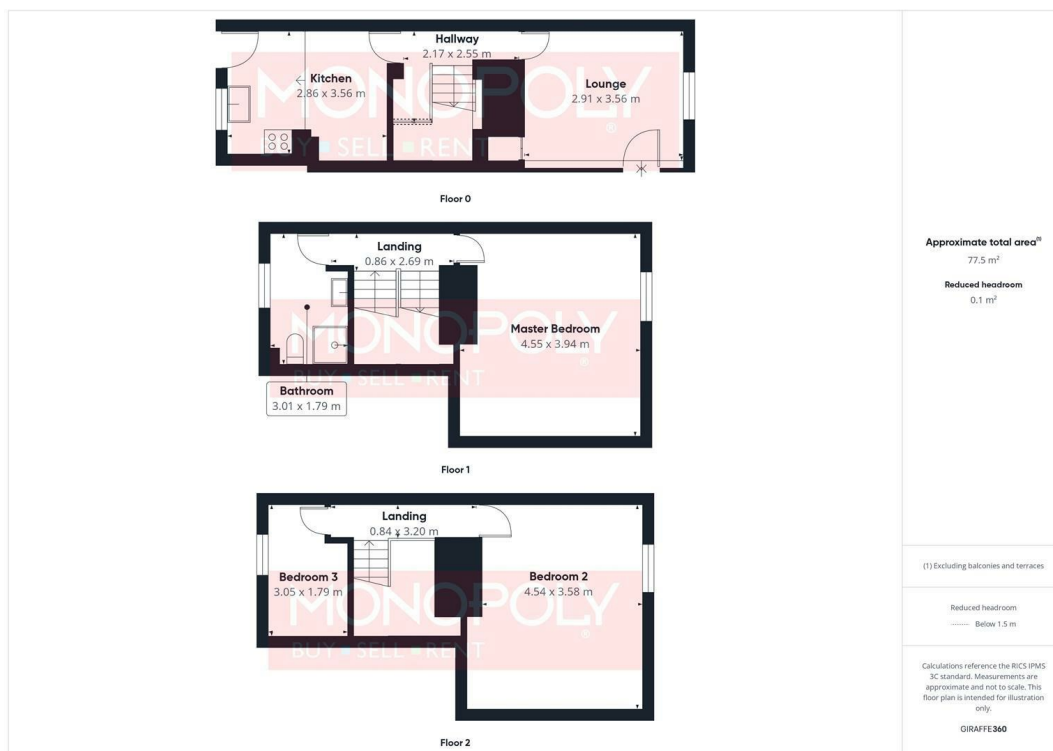 Hallway
2.17 x 2.55 m
Kitchen
2.86 x 3.56 m
Lounge
2.91 x 3.56 m
MONOPOLY
®
BUY SELL RENT
Floor 0
Landing
0.86 x 2.69 m
Master Bedroom
4.55 x 3.94 m
MONOPOLY
®
BUY SELL RENT
Bathroom
3.01 x 1.79 m
Floor 1
Landing
0.84 x 3.20 m
Bedroom 3
3.05 x 1.79 m
Bedroom 2
4.54 x 3.58 m
MONOPOLY
®
BUY SELL RENT
Floor 2
Approximate total area(1)
77.5 m²
Reduced headroom
0.1 m²
(1) Excluding balconies and terraces
Reduced headroom
Below 1.5 m
Calculations reference the RICS IPMS
3C standard. Measurements are
approximate and not to scale. This
floor plan is intended for illustration
only.
GIRAFFE360